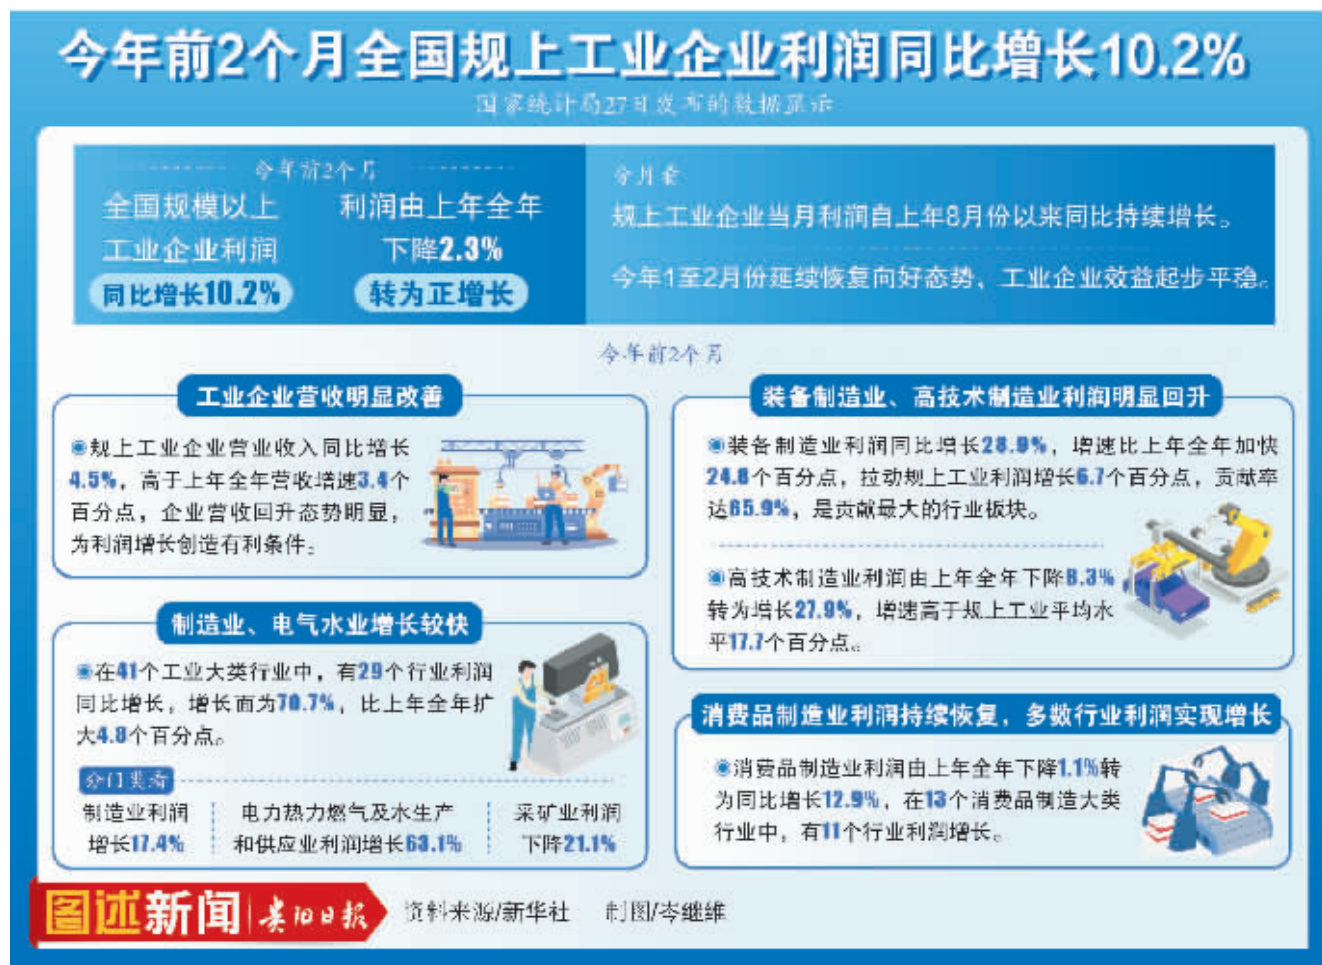 今年前2个月全国规上工业企业利润同比增长10.2%
国家统计局27日发布的数据显示
今年前2个月
全国规模以上
工业企业利润
同比增长10.2%
利润由上年全年
下降2.3%
转为正增长
分月看
规上工业企业当月利润自上年8月份以来同比持续增长。
今年1至2月份延续恢复向好态势、工业企业效益起步平稳。
今年前2个月
工业企业营收明显改善
◉规上工业企业营业收入同比增长
4.5%，高于上年全年营收增速3.4个
百分点，企业营收回升态势明显，
为利润增长创造有利条件。
制造业、电气水业增长较快
◉在41个工业大类行业中，有29个行业利润
同比增长，增长面为70.7%，比上年全年扩
大4.8个百分点。
分门类看
制造业利润
增长17.4%
电力热力燃气及水生产
和供应业利润增长63.1%
采矿业利润
下降21.1%
装备制造业、高技术制造业利润明显回升
◉装备制造业利润同比增长28.9%，增速比上年全年加快
24.8个百分点，拉动规上工业利润增长6.7个百分点，贡献率
达65.9%，是贡献最大的行业板块。
◉高技术制造业利润由上年全年下降8.3%
转为增长27.9%，增速高于规上工业平均水
平17.7个百分点。
消费品制造业利润持续恢复，多数行业利润实现增长
◉消费品制造业利润由上年全年下降1.1%转
为同比增长12.9%，在13个消费品制造大类
行业中，有11个行业利润增长。
图述新闻 贵阳日报 资料来源/新华社 制图/岑继维